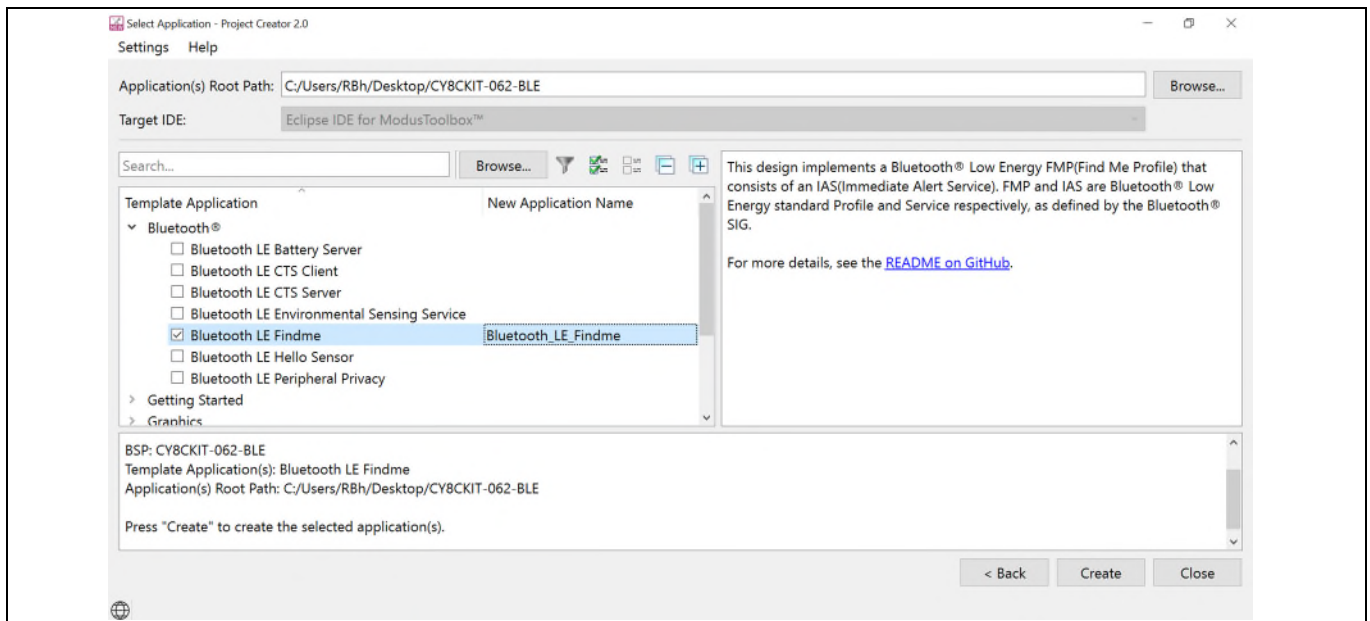 Select Application - Project Creator 2.0
Settings Help
Application(s) Root Path: C:/Users/RBh/Desktop/CY8CKIT-062-BLE Browse...
Target IDE: Eclipse IDE for ModusToolbox™
Search... Browse...
Template Application New Application Name
Bluetooth®
Bluetooth LE Battery Server
Bluetooth LE CTS Client
Bluetooth LE CTS Server
Bluetooth LE Environmental Sensing Service
Bluetooth LE Findme Bluetooth_LE_Findme
Bluetooth LE Hello Sensor
Bluetooth LE Peripheral Privacy
Getting Started
Graphics
This design implements a Bluetooth® Low Energy FMP(Find Me Profile) that
consists of an IAS(Immediate Alert Service). FMP and IAS are Bluetooth® Low
Energy standard Profile and Service respectively, as defined by the Bluetooth®
SIG.
For more details, see the README on GitHub.
BSP: CY8CKIT-062-BLE
Template Application(s): Bluetooth LE Findme
Application(s) Root Path: C:/Users/RBh/Desktop/CY8CKIT-062-BLE
Press "Create" to create the selected application(s).
< Back Create Close